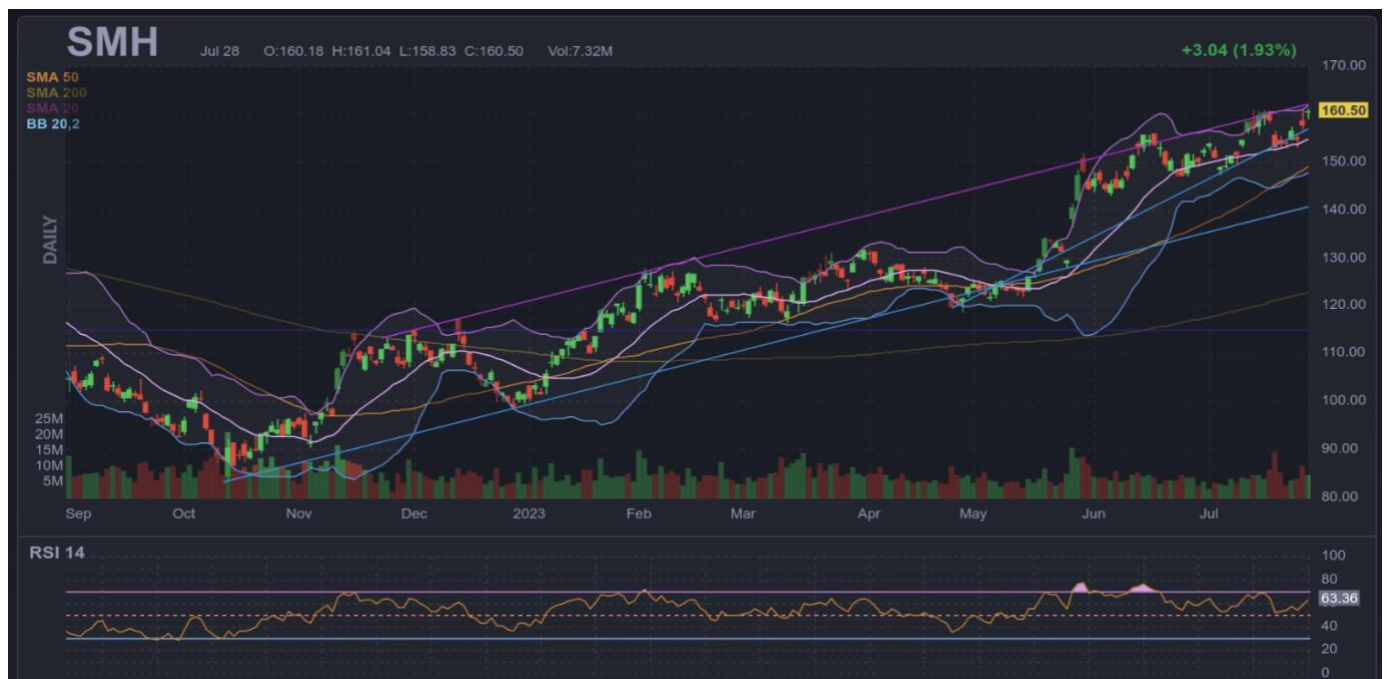 SMH Jul 28 O:160.18 H:161.04 L:158.83 C:160.50 Vol:7.32M +3.04 (1.93%)
SMA 50
SMA 200
SMA 20
BB 20,2
DAILY
170.00
160.50
150.00
140.00
130.00
120.00
110.00
100.00
90.00
80.00
25M
20M
15M
10M
5M
Sep Oct Nov Dec 2023 Feb Mar Apr May Jun Jul
RSI 14
100
80
63.36
40
20
0